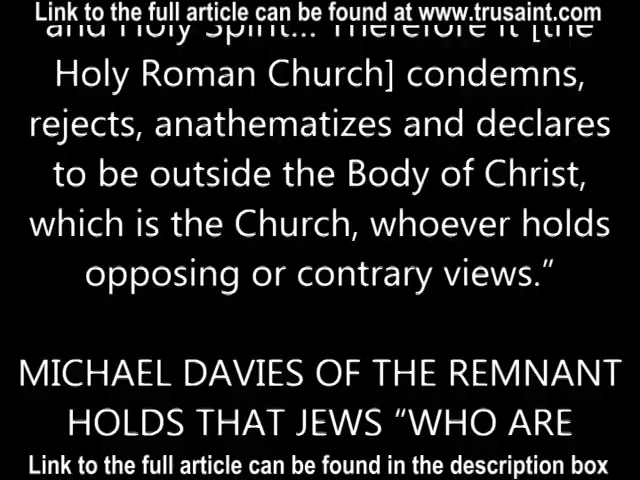 Link to the full article can be found at www.trusaint.com
and Holy Spirit... Therefore it [the
Holy Roman Church] condemns,
rejects, anathematizes and declares
to be outside the Body of Christ,
which is the Church, whoever holds
opposing or contrary views.”
MICHAEL DAVIES OF THE REMNANT
HOLDS THAT JEWS “WHO ARE
Link to the full article can be found in the description box